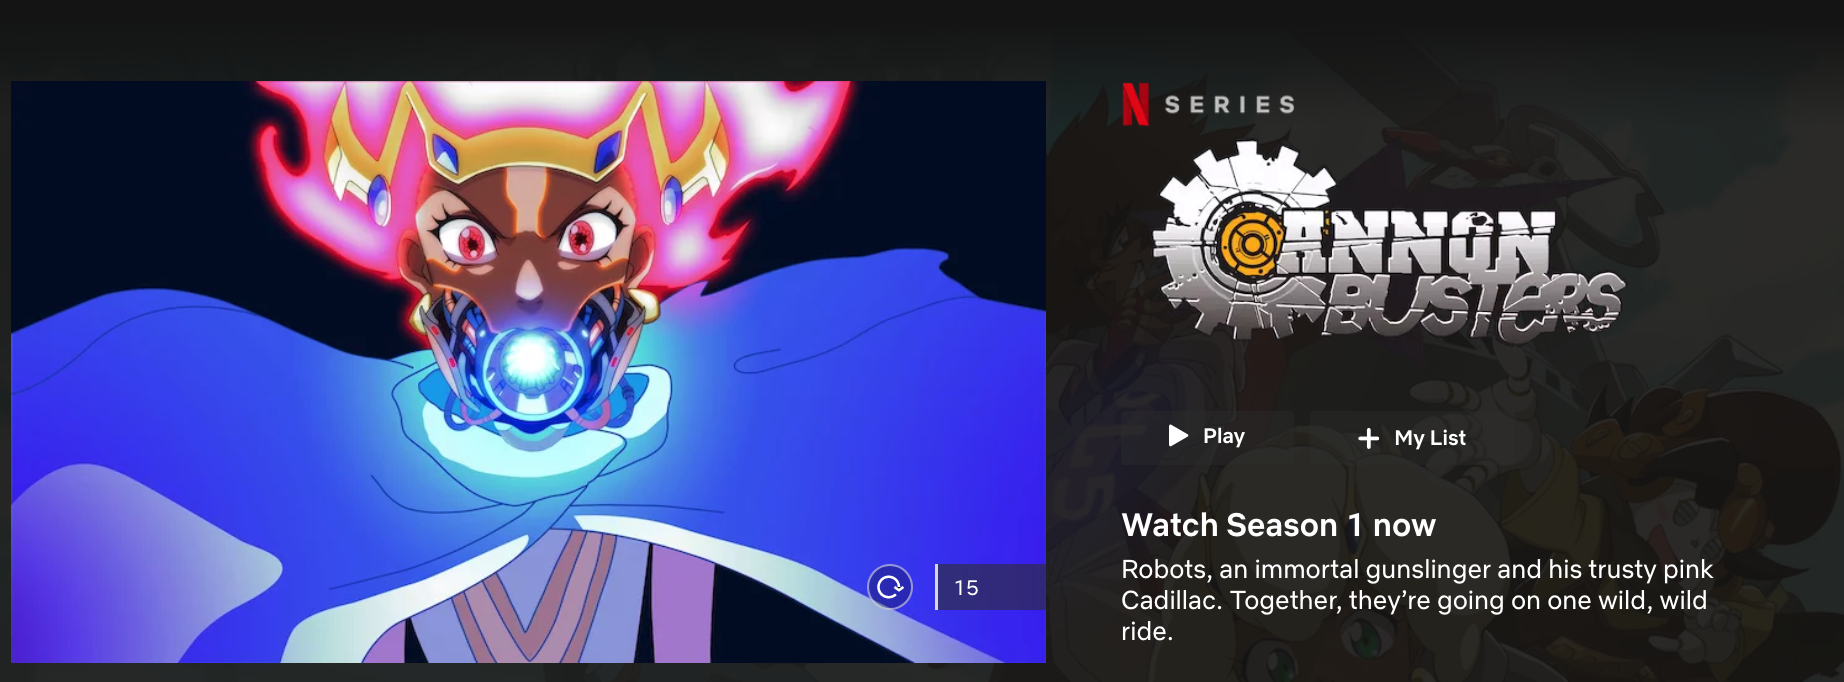 N SERIES
CANNON
BUSTERS
Play
My List
15
Watch Season 1 now
Robots, an immortal gunslinger and his trusty pink
Cadillac. Together, they’re going on one wild, wild
ride.